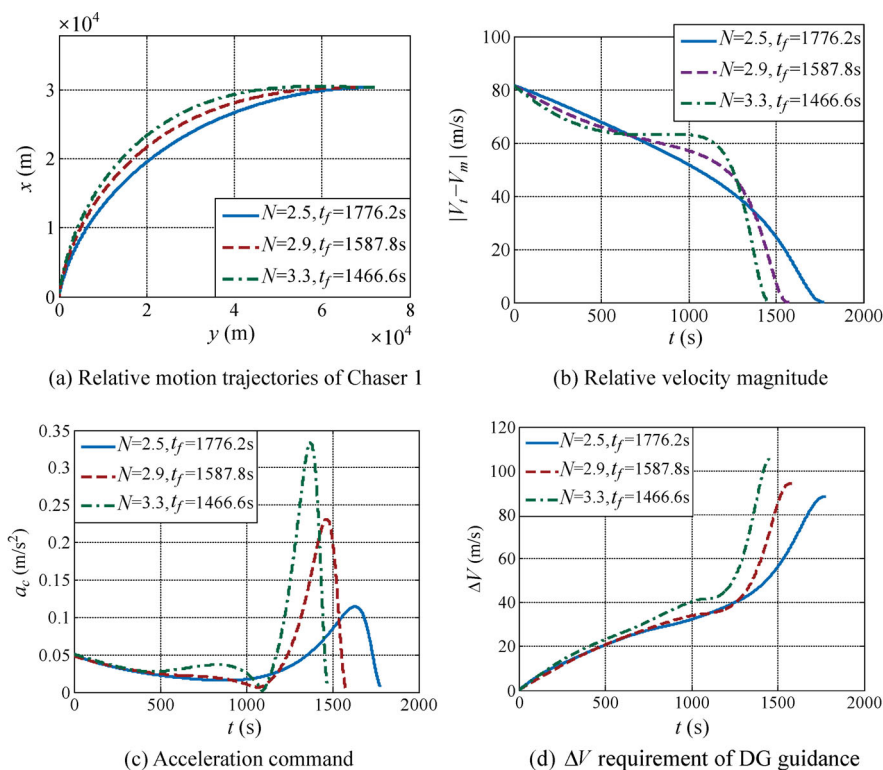 ×10⁴
4
3
2
1
0
x (m)
0
2
4
6
8
y (m)
×10⁴
N=2.5, t_f=1776.2s
N=2.9, t_f=1587.8s
N=3.3, t_f=1466.6s
(a) Relative motion trajectories of Chaser 1
100
80
60
40
20
0
|V_t−V_m| (m/s)
0
500
1000
1500
2000
t (s)
N=2.5, t_f=1776.2s
N=2.9, t_f=1587.8s
N=3.3, t_f=1466.6s
(b) Relative velocity magnitude
0.35
0.3
0.25
0.2
0.15
0.1
0.05
0
a_c (m/s²)
0
500
1000
1500
2000
t (s)
N=2.5, t_f=1776.2s
N=2.9, t_f=1587.8s
N=3.3, t_f=1466.6s
(c) Acceleration command
120
100
80
60
40
20
0
ΔV (m/s)
0
500
1000
1500
2000
t (s)
N=2.5, t_f=1776.2s
N=2.9, t_f=1587.8s
N=3.3, t_f=1466.6s
(d) ΔV requirement of DG guidance